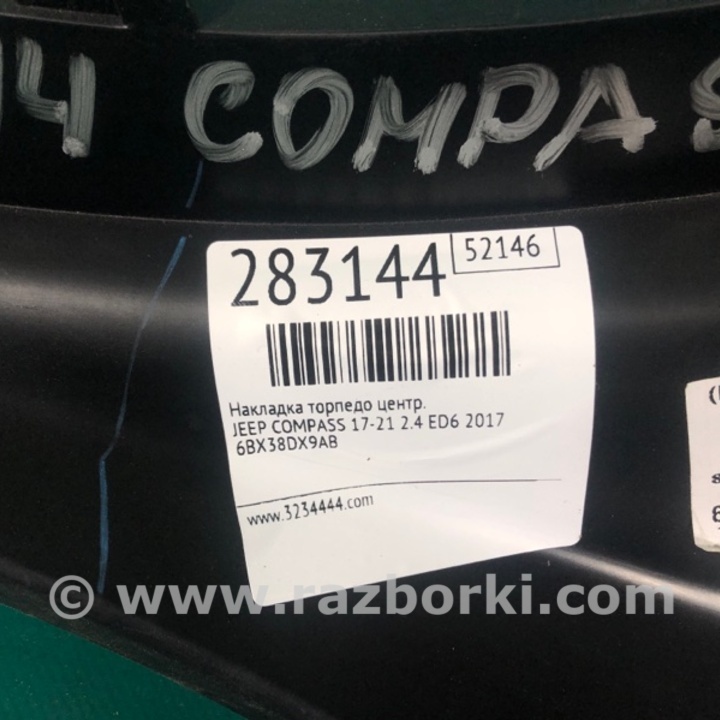 4 COMPAS
283144 52146
Накладка торпедо центр.
JEEP COMPASS 17-21 2.4 ED6 2017
6BX38DX9AB
www.3234444.com
© www.razborki.com